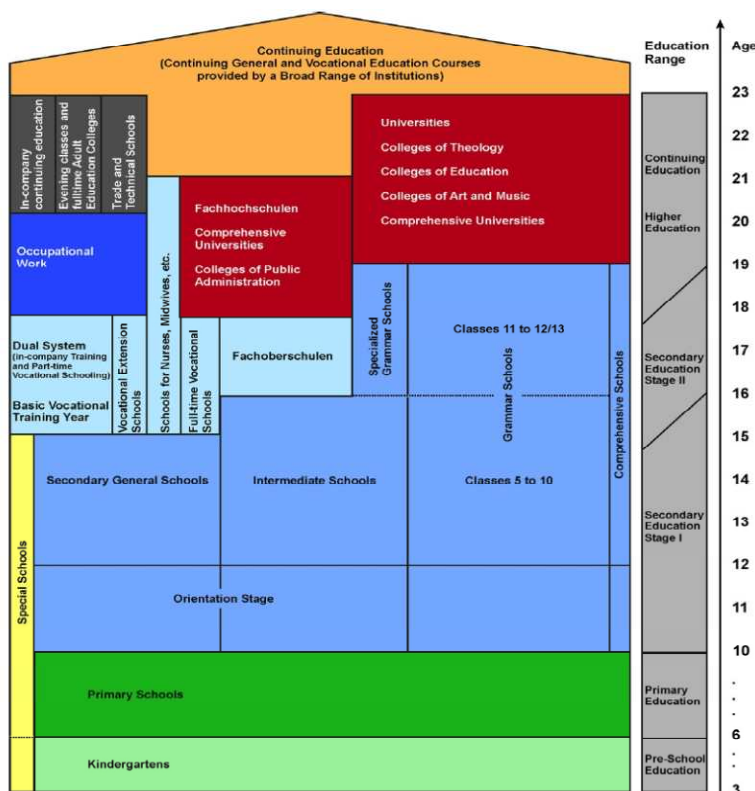 Continuing Education
(Continuing General and Vocational Education Courses
provided by a Broad Range of Institutions)
Education
Range
Age
In-company
continuing education
Evening classes and
fulltime Adult
Education Colleges
Trade and
Technical Schools
Universities
Colleges of Theology
Colleges of Education
Colleges of Art and Music
Comprehensive Universities
Fachhochschulen
Comprehensive
Universities
Colleges of Public
Administration
Occupational
Work
Dual System
(in-company Training
and Part-time
Vocational Schooling)
Basic Vocational
Training Year
Vocational Extension
Schools
Schools for Nurses, Midwives, etc.
Full-time Vocational
Schools
Fachoberschulen
Specialized
Grammar Schools
Classes 11 to 12/13
Grammar Schools
Classes 5 to 10
Comprehensive Schools
Secondary General Schools
Intermediate Schools
Special Schools
Orientation Stage
Primary Schools
Kindergartens
Continuing
Education
Higher
Education
Secondary
Education
Stage II
Secondary
Education
Stage I
Primary
Education
Pre-School
Education
23
22
21
20
19
18
17
16
15
14
13
12
11
10
.
.
.
6
.
.
3